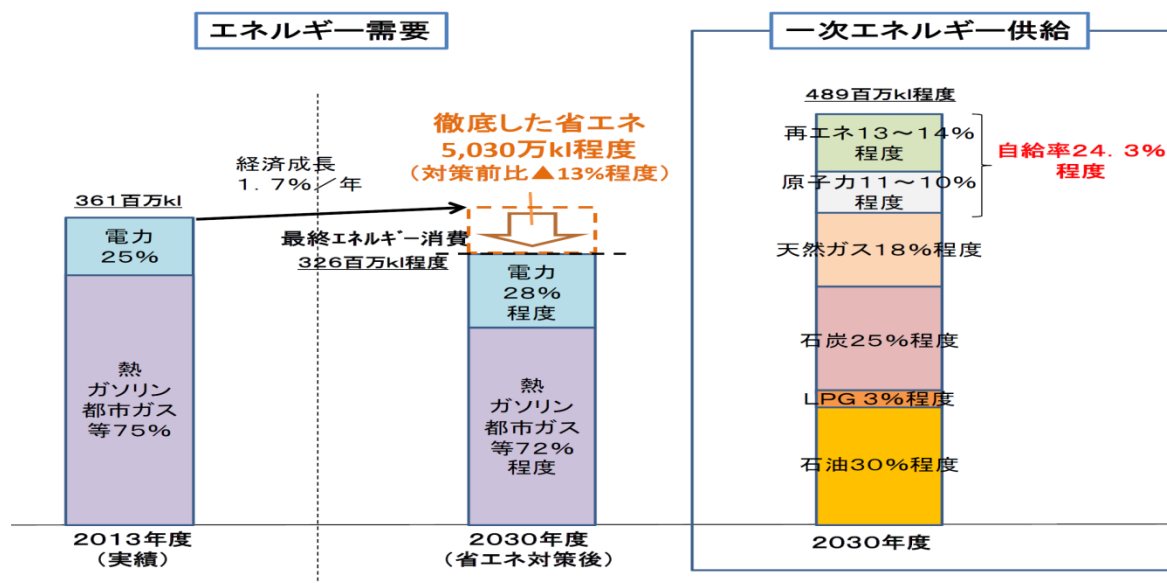 エネルギー需要
一次エネルギー供給
徹底した省エネ
5,030万kl程度
(対策前比▲13%程度)
経済成長
1.7%/年
361百万kl
電力
25%
熱
ガソリン
都市ガス
等75%
2013年度
(実績)
最終エネルギー消費
326百万kl程度
電力
28%
程度
熱
ガソリン
都市ガス
等72%
程度
2030年度
(省エネ対策後)
489百万kl程度
再エネ13~14%
程度
原子力11~10%
程度
自給率24.3%
程度
天然ガス18%程度
石炭25%程度
LPG 3%程度
石油30%程度
2030年度